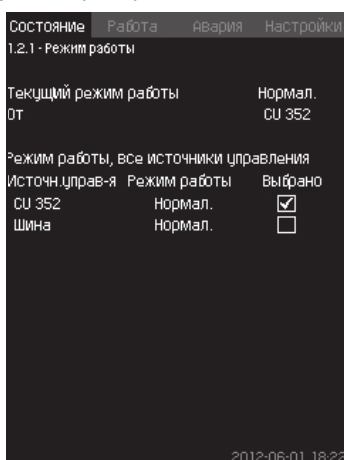 Состояние Работа Авария Настройки
1.2.1 - Режим работы
Текущий режим работы Нормал.
От CU 352
Режим работы, все источники управления
Источн.управ-я Режим работы Выбрано
CU 352 Нормал.
Шина Нормал.
2012-06-01 18:22